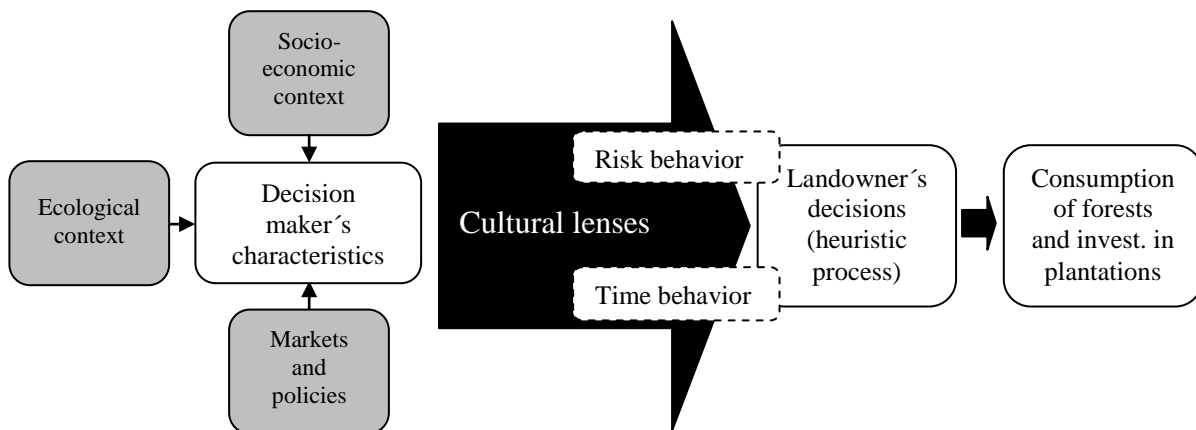 Socio-
economic
context
Ecological
context
Decision
maker´s
characteristics
Markets
and
policies
Cultural lenses
Risk behavior
Time behavior
Landowner´s
decisions
(heuristic
process)
Consumption
of forests
and invest. in
plantations